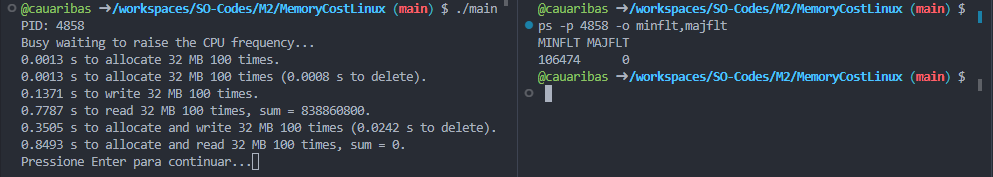 @cauaribas ➜/workspaces/SO-Codes/M2/MemoryCostLinux (main) $ ./main
PID: 4858
Busy waiting to raise the CPU frequency...
0.0013 s to allocate 32 MB 100 times.
0.0013 s to allocate 32 MB 100 times (0.0008 s to delete).
0.1371 s to write 32 MB 100 times.
0.7787 s to read 32 MB 100 times, sum = 838860800.
0.3505 s to allocate and write 32 MB 100 times (0.0242 s to delete).
0.8493 s to allocate and read 32 MB 100 times, sum = 0.
Pressione Enter para continuar...
@cauaribas ➜/workspaces/SO-Codes/M2/MemoryCostLinux (main) $
ps -p 4858 -o minflt,majflt
MINFLT MAJFLT
106474 0
@cauaribas ➜/workspaces/SO-Codes/M2/MemoryCostLinux (main) $